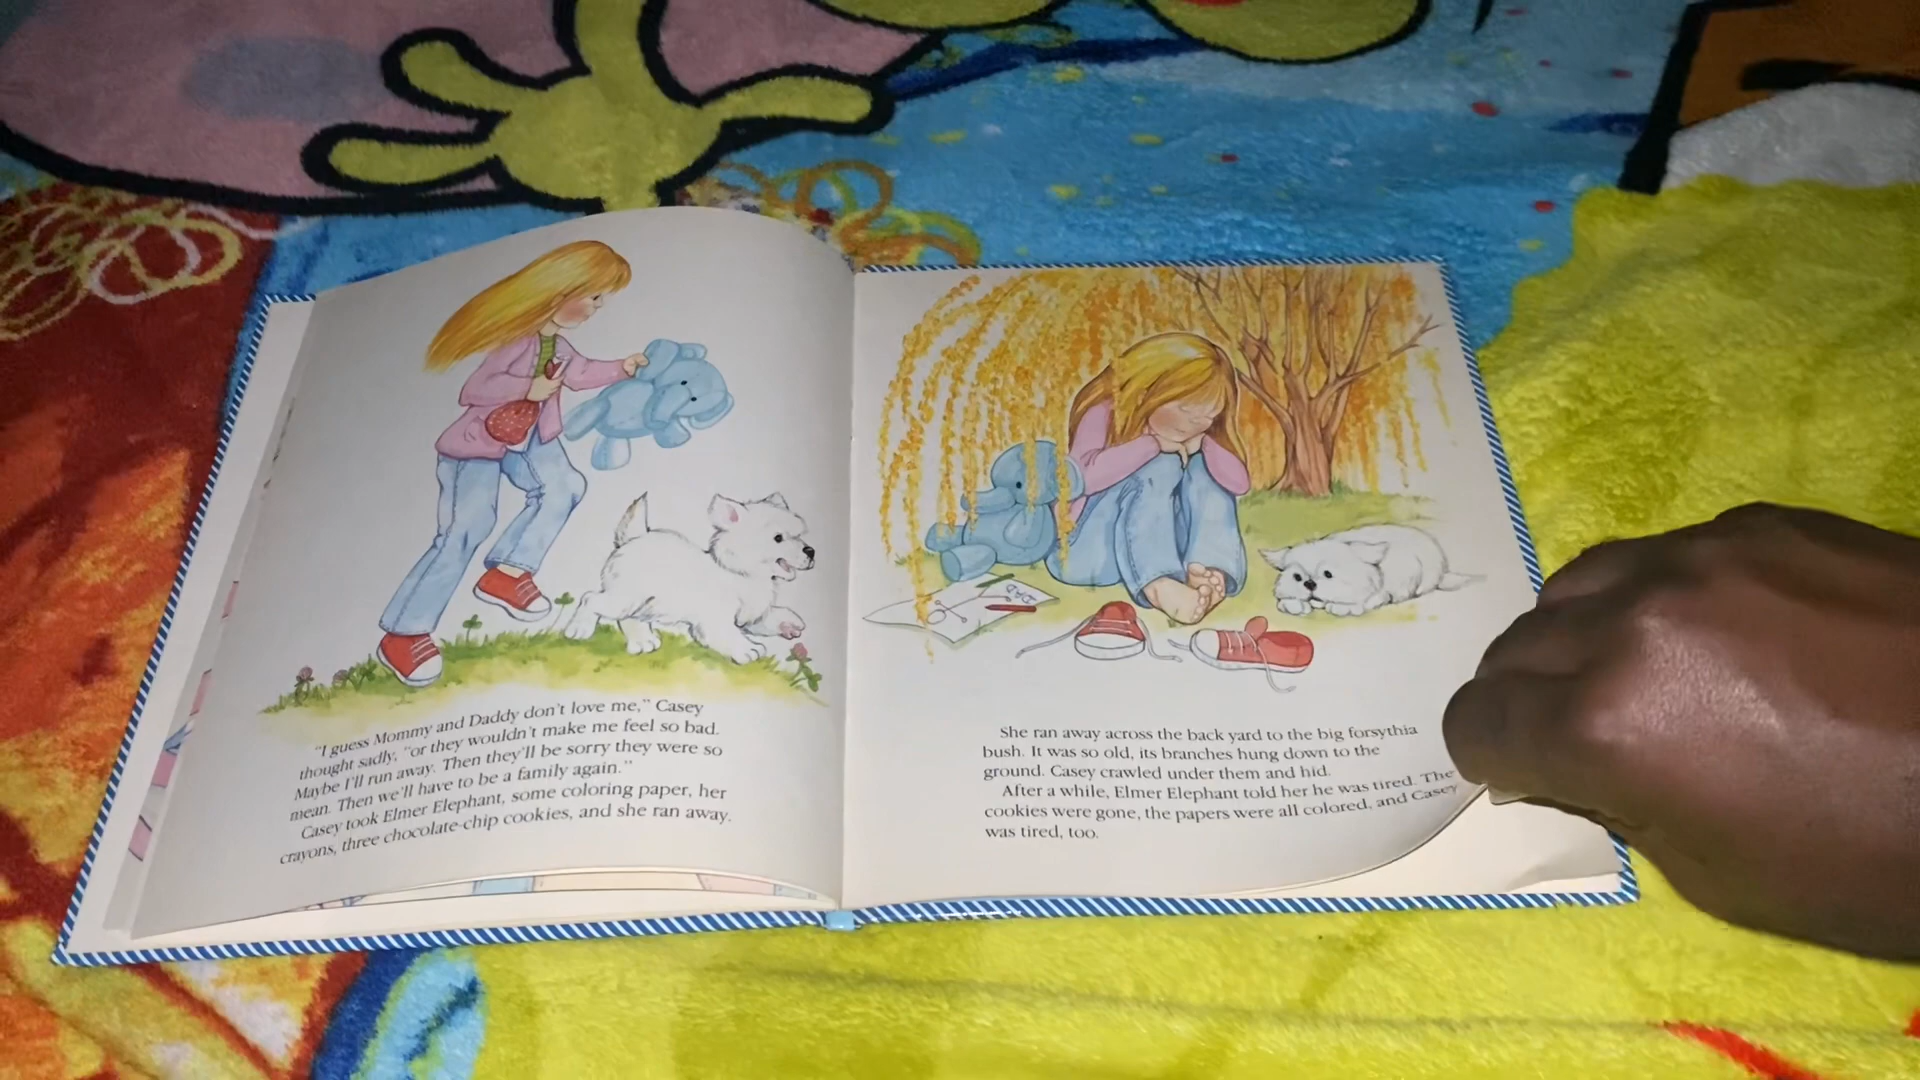 "I guess Mommy and Daddy don't love me," Casey
thought sadly, "or they wouldn't make me feel so bad.
Maybe I'll run away. Then they'll be sorry they were so
mean. Then we'll have to be a family again."
Casey took Elmer Elephant, some coloring paper, her
crayons, three chocolate-chip cookies, and she ran away.
DAD
She ran away across the back yard to the big forsythia
bush. It was so old, its branches hung down to the
ground. Casey crawled under them and hid.
After a while, Elmer Elephant told her he was tired. The
cookies were gone, the papers were all colored, and Casey
was tired, too.